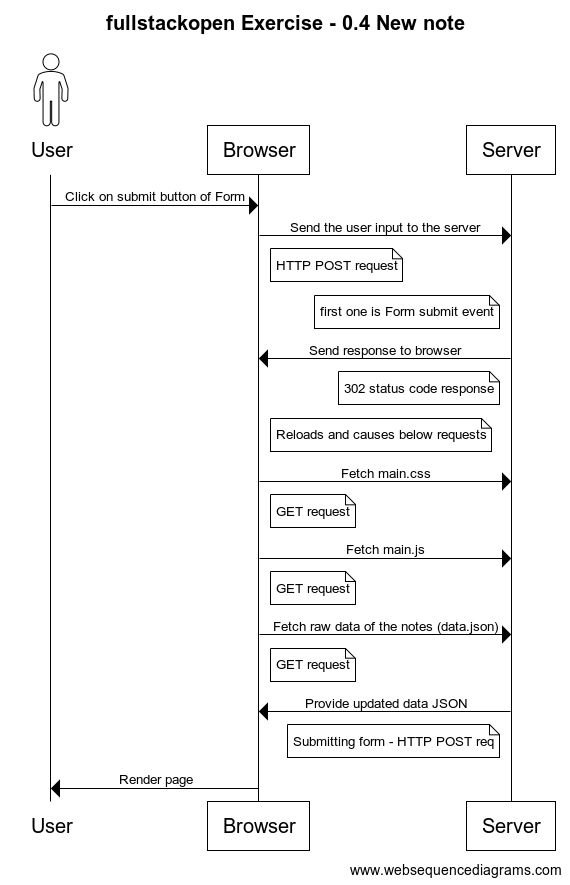 fullstackopen Exercise - 0.4 New note
User
Browser
Server
Click on submit button of Form
Send the user input to the server
HTTP POST request
first one is Form submit event
Send response to browser
302 status code response
Reloads and causes below requests
Fetch main.css
GET request
Fetch main.js
GET request
Fetch raw data of the notes (data.json)
GET request
Provide updated data JSON
Submitting form - HTTP POST req
Render page
User
Browser
Server
www.websequencediagrams.com